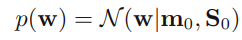 p(w) = 𝒩(w|m₀, S₀)